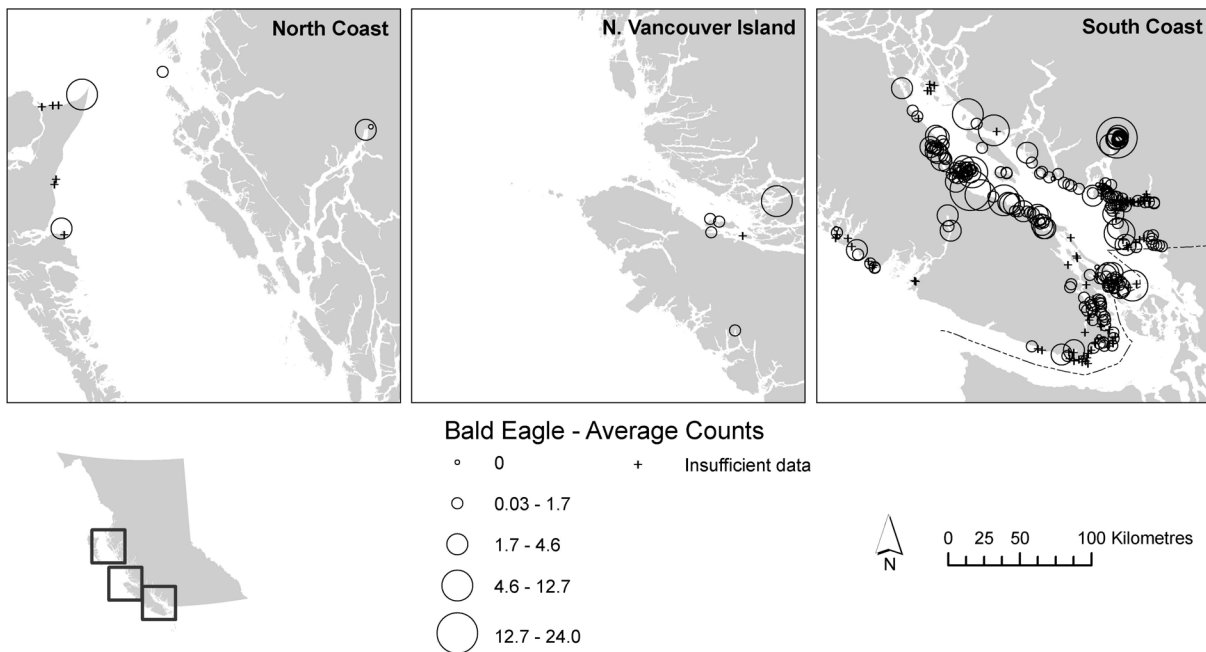 North Coast
N. Vancouver Island
South Coast
Bald Eagle - Average Counts
0
Insufficient data
0.03 - 1.7
1.7 - 4.6
4.6 - 12.7
12.7 - 24.0
N
0 25 50 100 Kilometres